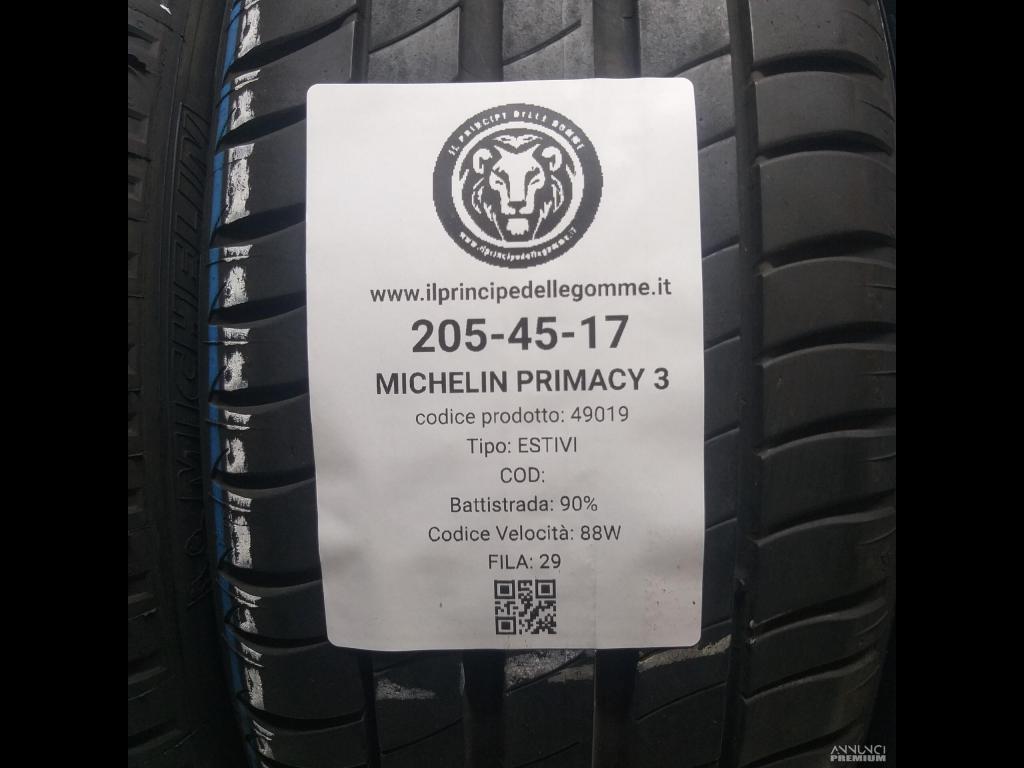 IL PRINCIPE DELLE GOMME
www.ilprincipedellegomme.it
www.ilprincipedellegomme.it
205-45-17
MICHELIN PRIMACY 3
codice prodotto: 49019
Tipo: ESTIVI
COD:
Battistrada: 90%
Codice Velocità: 88W
FILA: 29
MICHELIN
ANNUNCI
PREMIUM